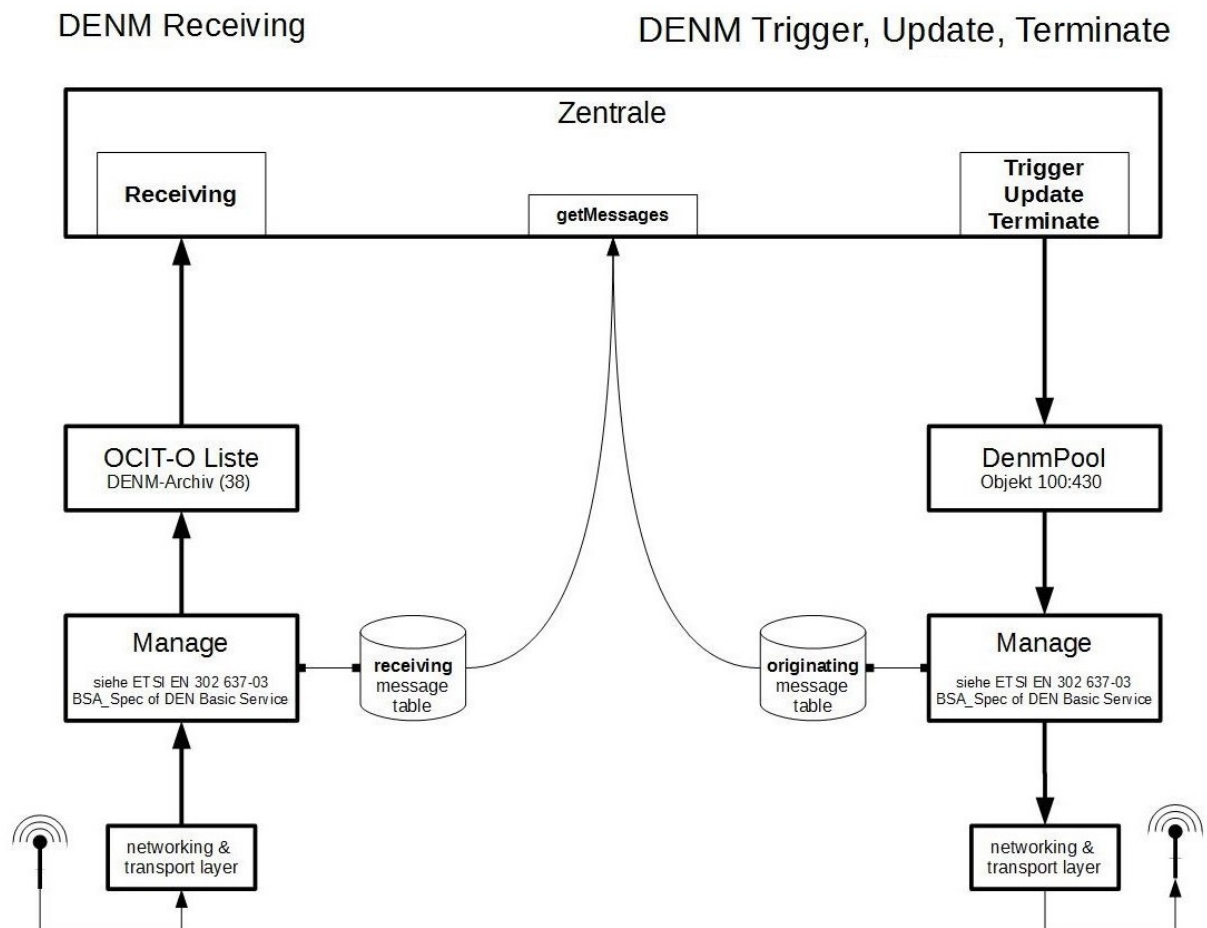 DENM Receiving
DENM Trigger, Update, Terminate
Zentrale
Receiving
getMessages
Trigger
Update
Terminate
OCIT-O Liste
DENM-Archiv (38)
DenmPool
Objekt 100:430
Manage
siehe ETSI EN 302 637-03
BSA_Spec of DEN Basic Service
receiving
message
table
originating
message
table
Manage
siehe ETSI EN 302 637-03
BSA_Spec of DEN Basic Service
networking &
transport layer
networking &
transport layer